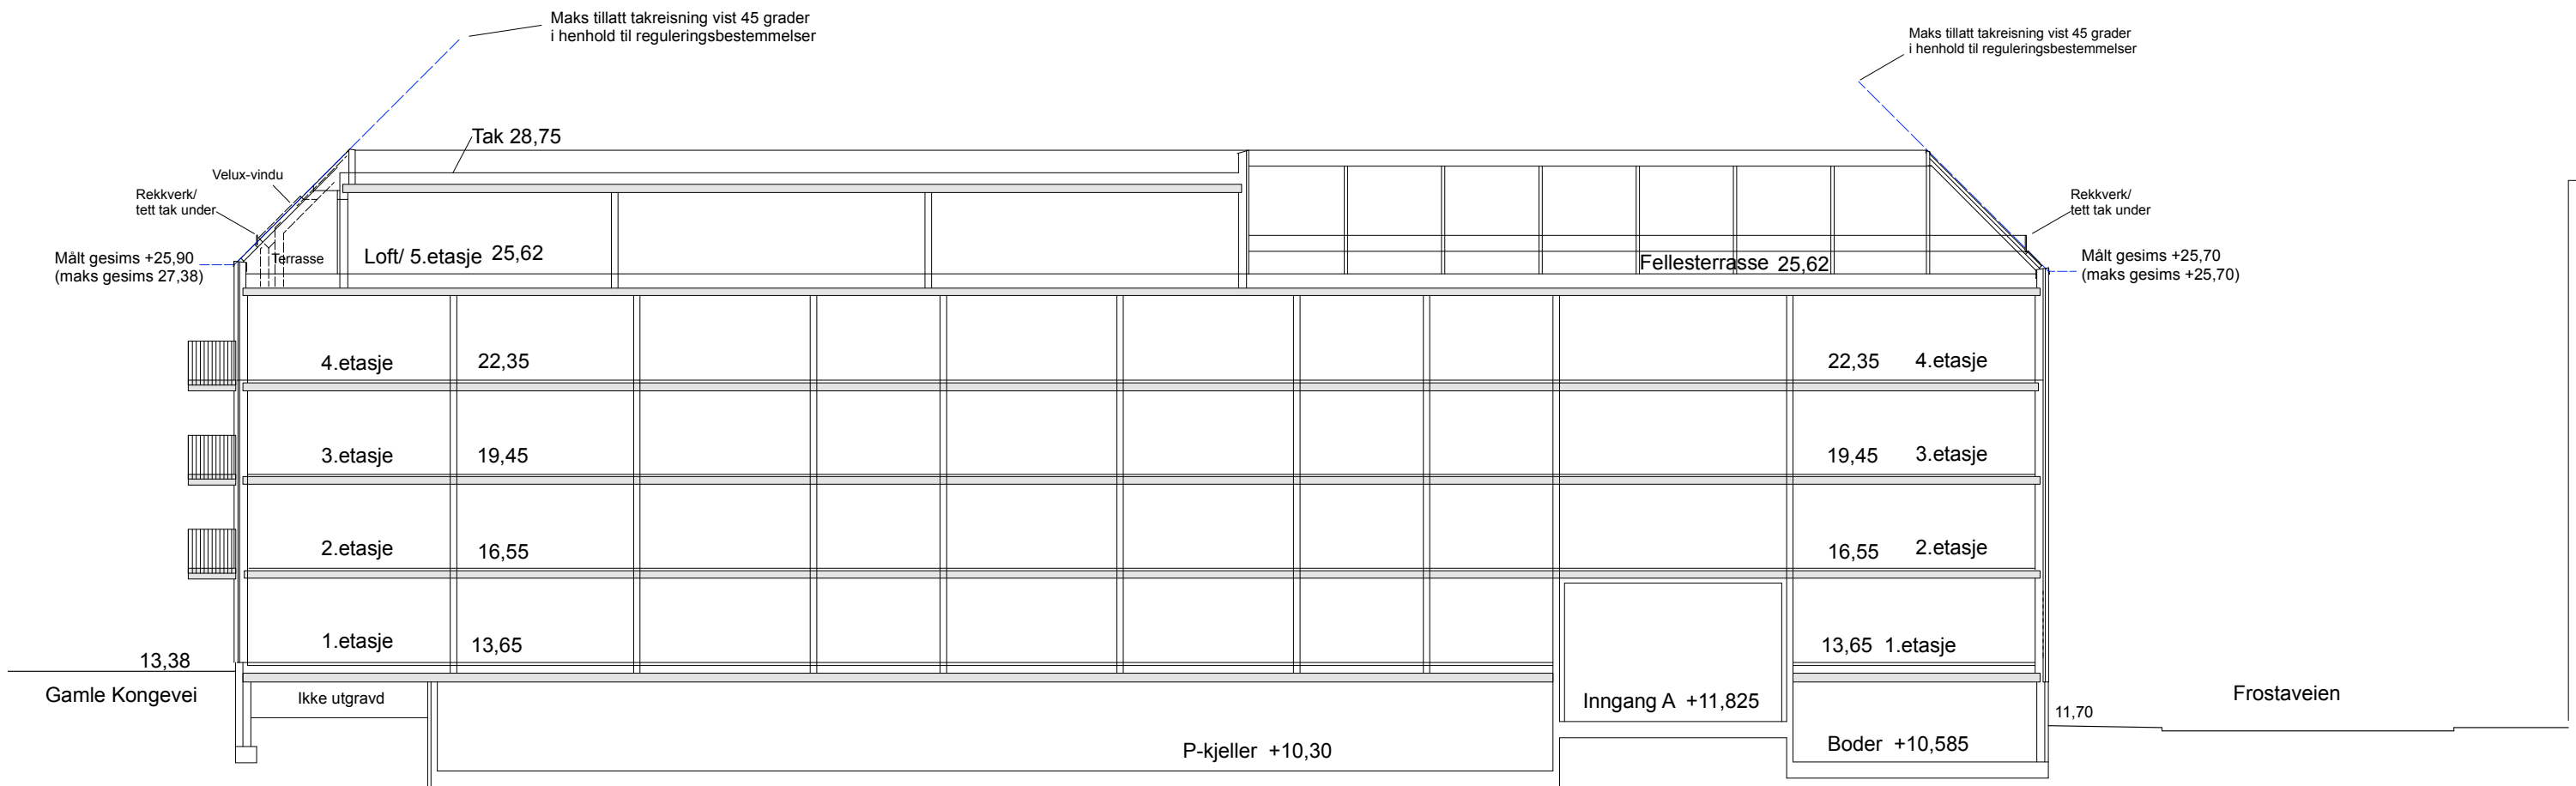 Maks tillatt takreisning vist 45 grader
i henhold til reguleringsbestemmelser
Maks tillatt takreisning vist 45 grader
i henhold til reguleringsbestemmelser
Tak 28,75
Velux-vindu
Rekkverk/
tett tak under
Rekkverk/
tett tak under
Målt gesims +25,90
(maks gesims 27,38)
Terrasse
Loft/ 5.etasje 25,62
Fellesterrasse 25,62
Målt gesims +25,70
(maks gesims +25,70)
4.etasje 22,35
22,35 4.etasje
3.etasje 19,45
19,45 3.etasje
2.etasje 16,55
16,55 2.etasje
1.etasje 13,65
13,65 1.etasje
13,38
Gamle Kongevei
Ikke utgravd
Inngang A +11,825
Frostaveien
11,70
P-kjeller +10,30
Boder +10,585